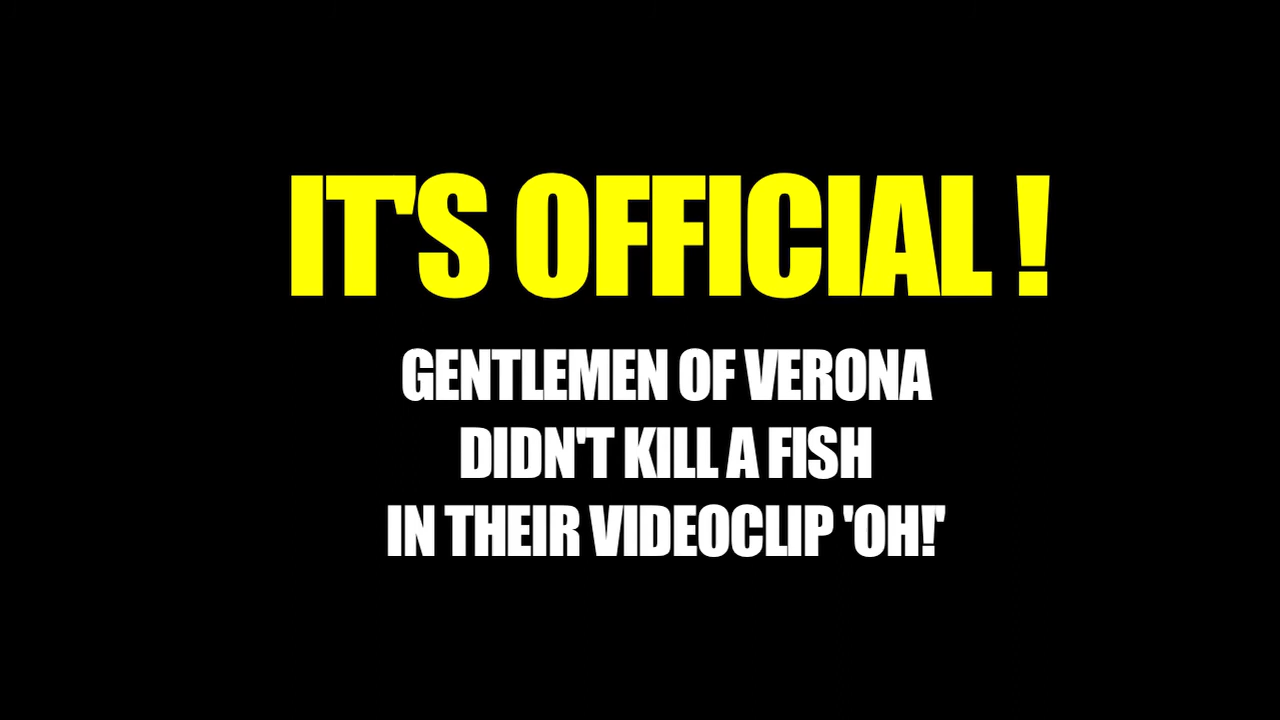 IT'S OFFICIAL !
GENTLEMEN OF VERONA
DIDN'T KILL A FISH
IN THEIR VIDEOCLIP 'OH!'